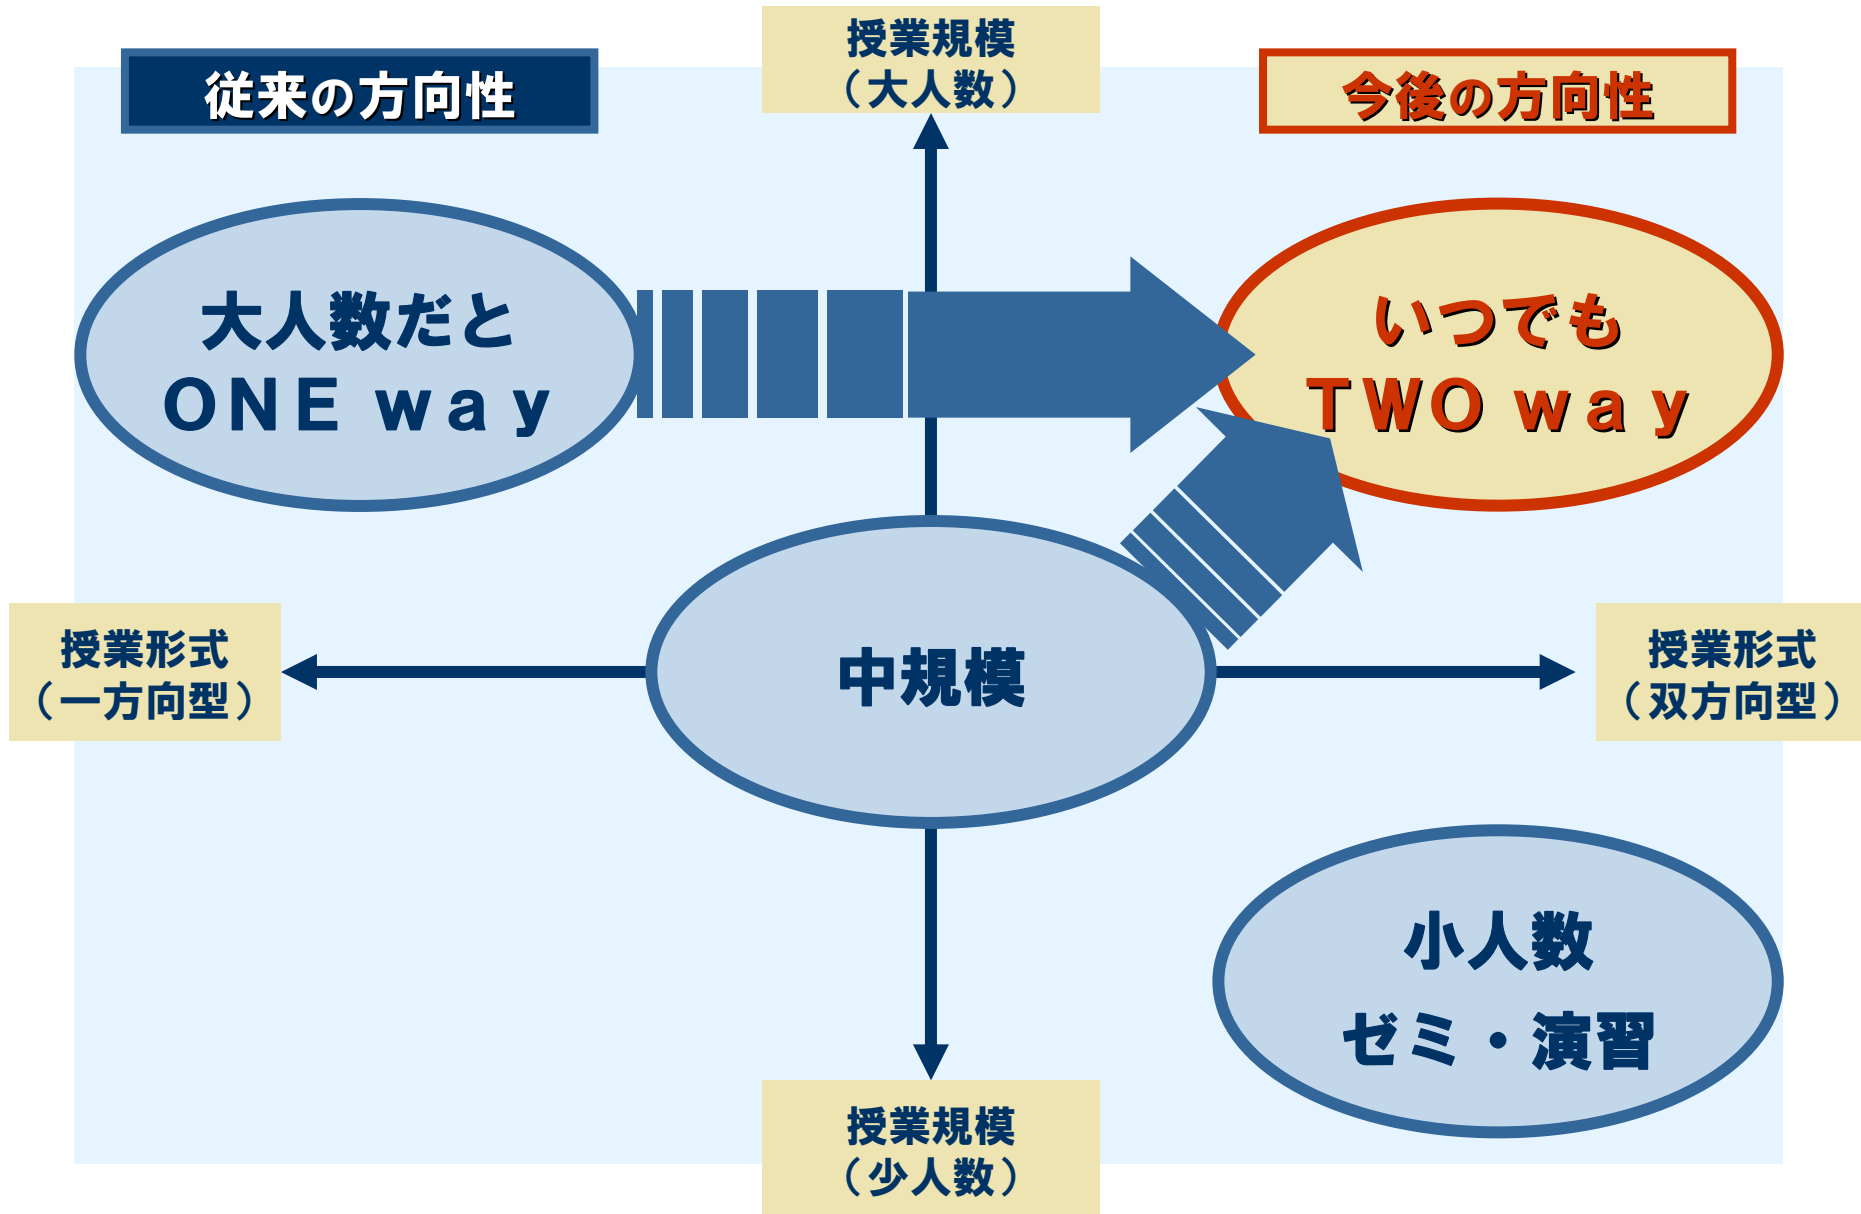 授業規模
（大人数）
従来の方向性
今後の方向性
大人数だと
ＯＮＥ ｗａｙ
いつでも
ＴＷＯ ｗａｙ
中規模
授業形式
（一方向型）
授業形式
（双方向型）
小人数
ゼミ・演習
授業規模
（少人数）